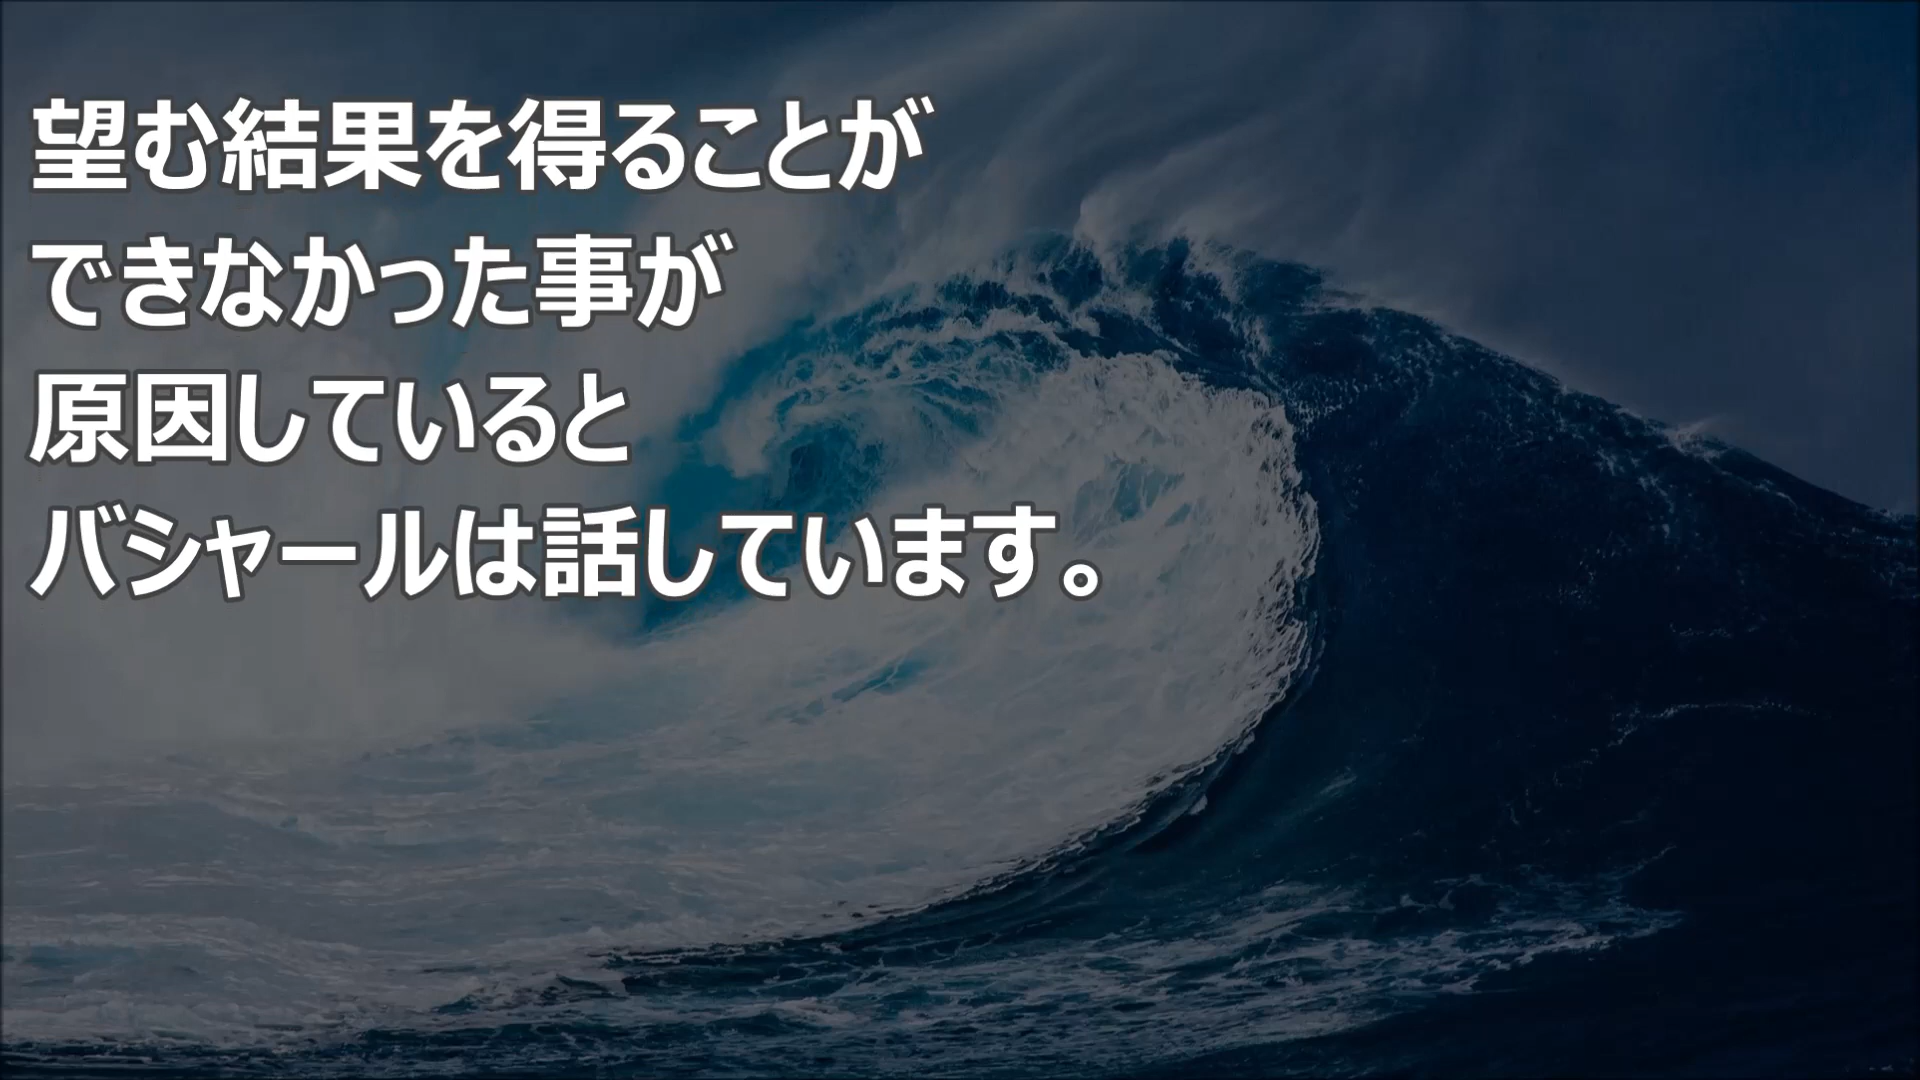 望む結果を得ることが
できなかった事が
原因していると
バシャールは話しています。